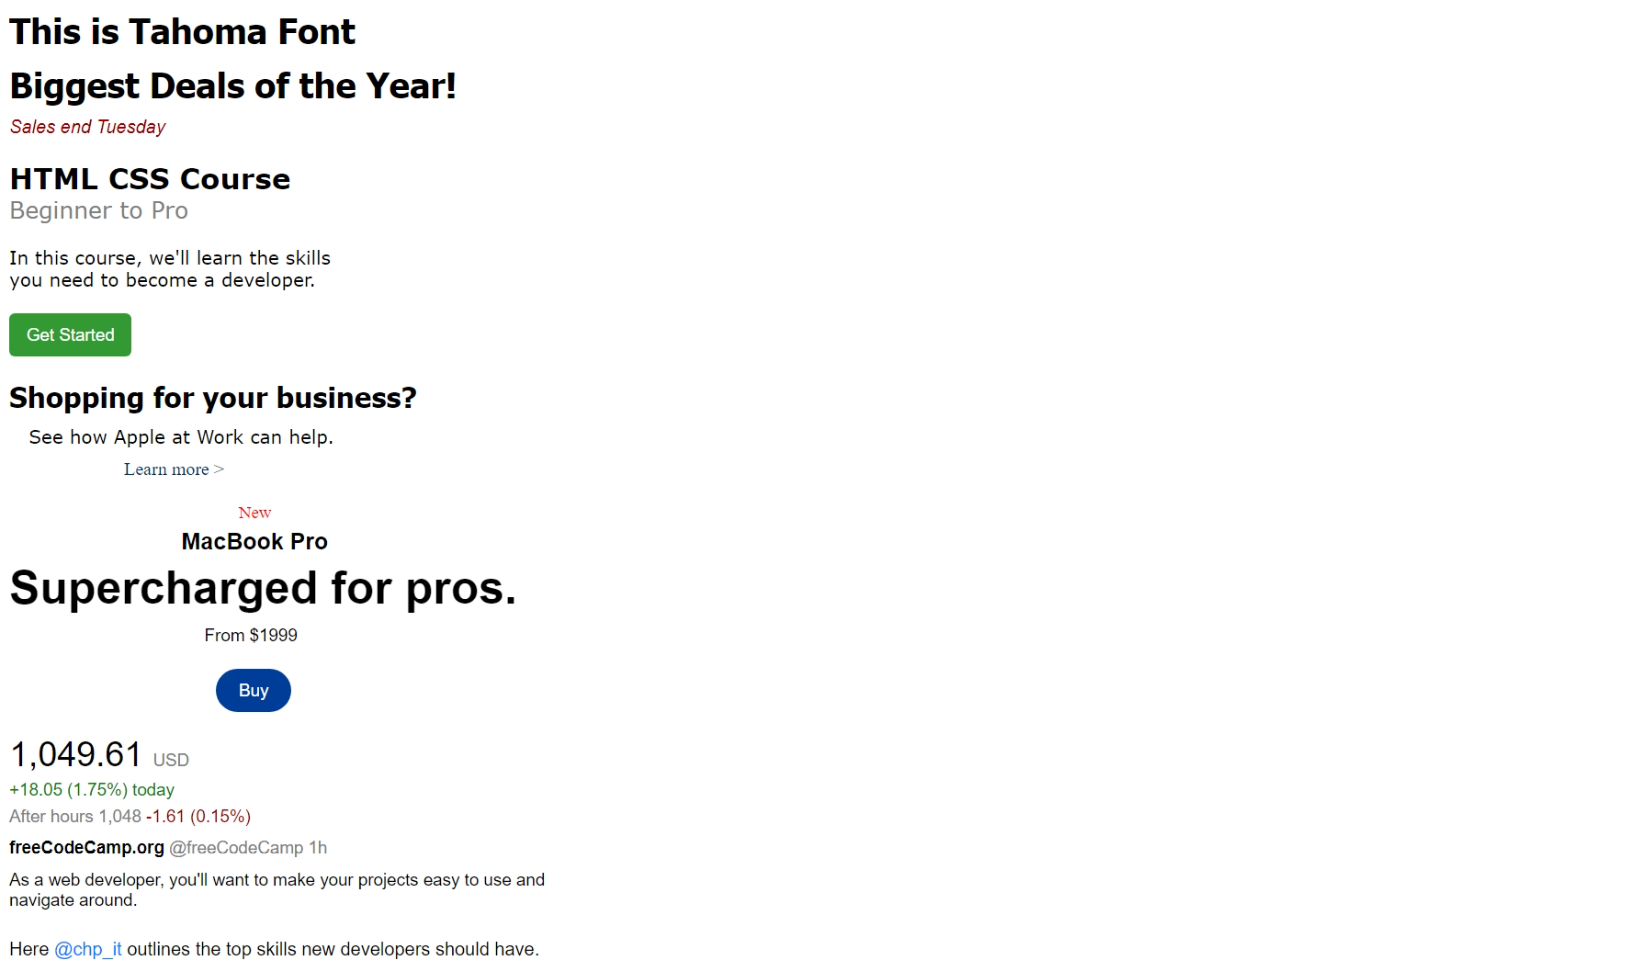 This is Tahoma Font
Biggest Deals of the Year!
Sales end Tuesday
HTML CSS Course
Beginner to Pro
In this course, we'll learn the skills
you need to become a developer.
Get Started
Shopping for your business?
See how Apple at Work can help.
Learn more >
New
MacBook Pro
Supercharged for pros.
From $1999
Buy
1,049.61 USD
+18.05 (1.75%) today
After hours 1,048 -1.61 (0.15%)
freeCodeCamp.org @freeCodeCamp 1h
As a web developer, you'll want to make your projects easy to use and
navigate around.
Here @chp_it outlines the top skills new developers should have.